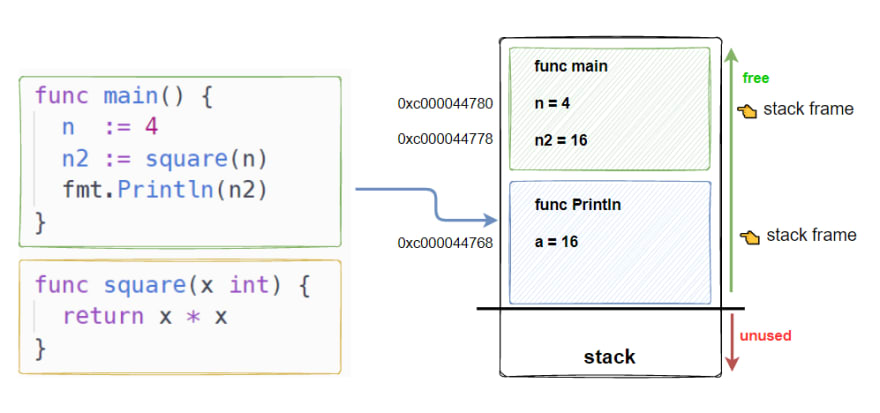 func main() {
n := 4
n2 := square(n)
fmt.Println(n2)
}
func square(x int) {
return x * x
}
0xc000044780
0xc000044778
0xc000044768
func main
n = 4
n2 = 16
func Println
a = 16
stack
free
stack frame
stack frame
unused